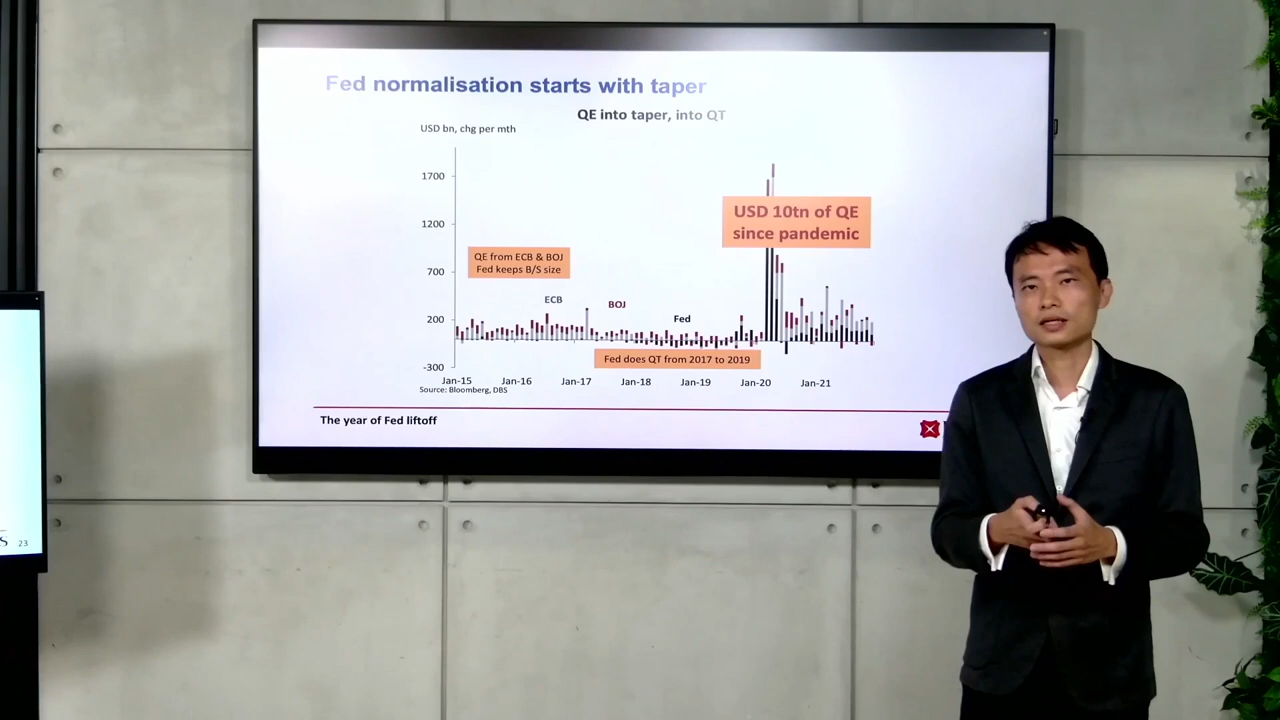 Fed normalisation starts with taper
QE into taper, into QT
USD bn, chg per mth
1700
1200
700
200
-300
USD 10tn of QE
since pandemic
QE from ECB & BOJ
Fed keeps B/S size
ECB
BOJ
Fed
Fed does QT from 2017 to 2019
Jan-15 Jan-16 Jan-17 Jan-18 Jan-19 Jan-20 Jan-21
Source: Bloomberg, DBS
The year of Fed liftoff
S 23